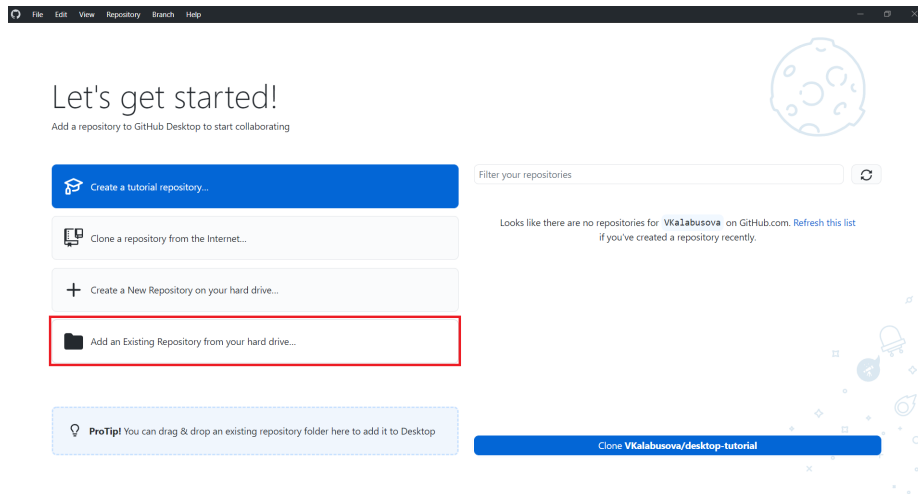 File Edit View Repository Branch Help
Let's get started!
Add a repository to GitHub Desktop to start collaborating
Create a tutorial repository...
Clone a repository from the Internet...
Create a New Repository on your hard drive...
Add an Existing Repository from your hard drive...
ProTip! You can drag & drop an existing repository folder here to add it to Desktop
Filter your repositories
Looks like there are no repositories for VKalabusova on GitHub.com. Refresh this list
if you've created a repository recently.
Clone VKalabusova/desktop-tutorial